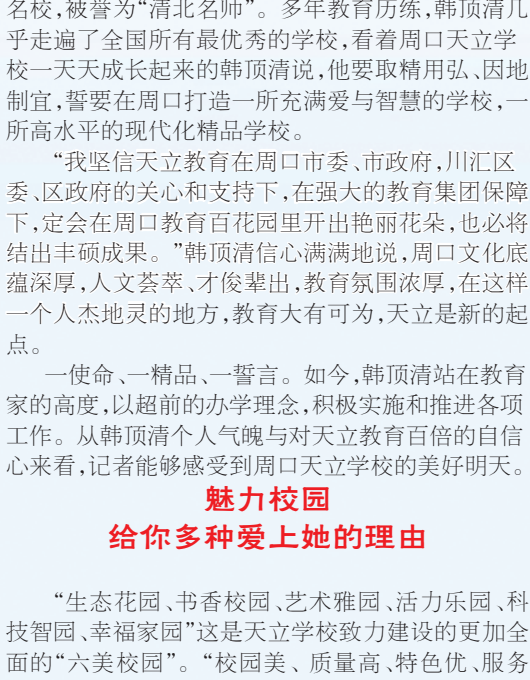 名校,被誉为“清北名师”。多年教育历练,韩顶清几
乎走遍了全国所有最优秀的学校,看着周口天立学
校一天天成长起来的韩顶清说,他要取精用弘、因地
制宜,誓要在周口打造一所充满爱与智慧的学校,一
所高水平的现代化精品学校。
“我坚信天立教育在周口市委、市政府,川汇区
委、区政府的关心和支持下,在强大的教育集团保障
下,定会在周口教育百花园里开出艳丽花朵,也必将
结出丰硕成果。”韩顶清信心满满地说,周口文化底
蕴深厚,人文荟萃、才俊辈出,教育氛围浓厚,在这样
一个人杰地灵的地方,教育大有可为,天立是新的起
点。
一使命、一精品、一誓言。如今,韩顶清站在教育
家的高度,以超前的办学理念,积极实施和推进各项
工作。从韩顶清个人气魄与对天立教育百倍的自信
心来看,记者能够感受到周口天立学校的美好明天。
魅力校园
给你多种爱上她的理由
“生态花园、书香校园、艺术雅园、活力乐园、科
技智园、幸福家园”这是天立学校致力建设的更加全
面的“六美校园”。“校园美、质量高、特色优、服务